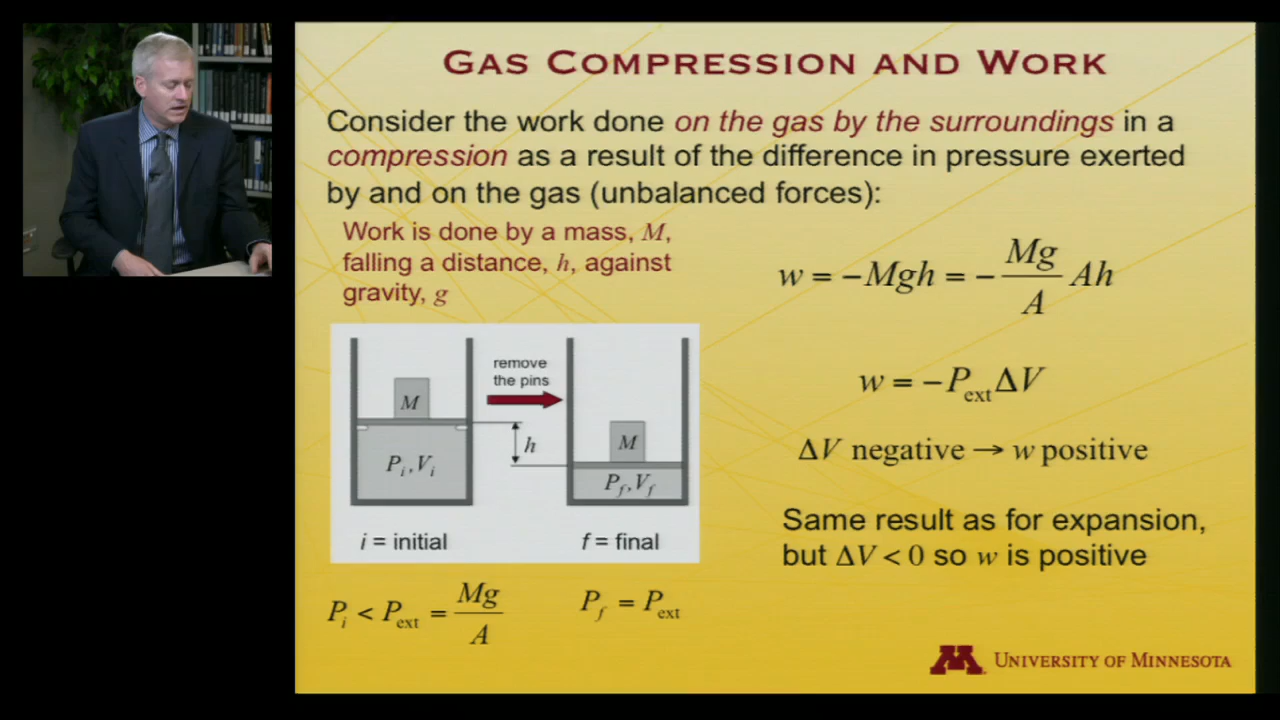 GAS COMPRESSION AND WORK
Consider the work done on the gas by the surroundings in a
compression as a result of the difference in pressure exerted
by and on the gas (unbalanced forces):
Work is done by a mass, M,
falling a distance, h, against
gravity, g
w = −Mgh = − Mg/A Ah
w = −P_ext ΔV
ΔV negative → w positive
Same result as for expansion,
but ΔV < 0 so w is positive
remove
the pins
M
P_i, V_i
h
M
P_f, V_f
i = initial
f = final
P_i < P_ext = Mg/A
P_f = P_ext
M UNIVERSITY OF MINNESOTA